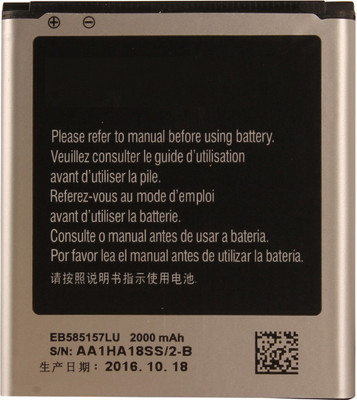 Please refer to manual before using battery.
Veuillez consulter le guide d'utilisation
avant d'utiliser la pile.
Referez-vous au mode d'emploi
avant d'utiliser la batterie.
Consulte o manual antes de usar a bateria.
Por favor lea el manual antes de utilizar la batería.
请按照说明书指示使用电池.
EB585157LU 2000 mAh
S/N: AA1HA18SS/2-B
生产日期: 2016. 10. 18